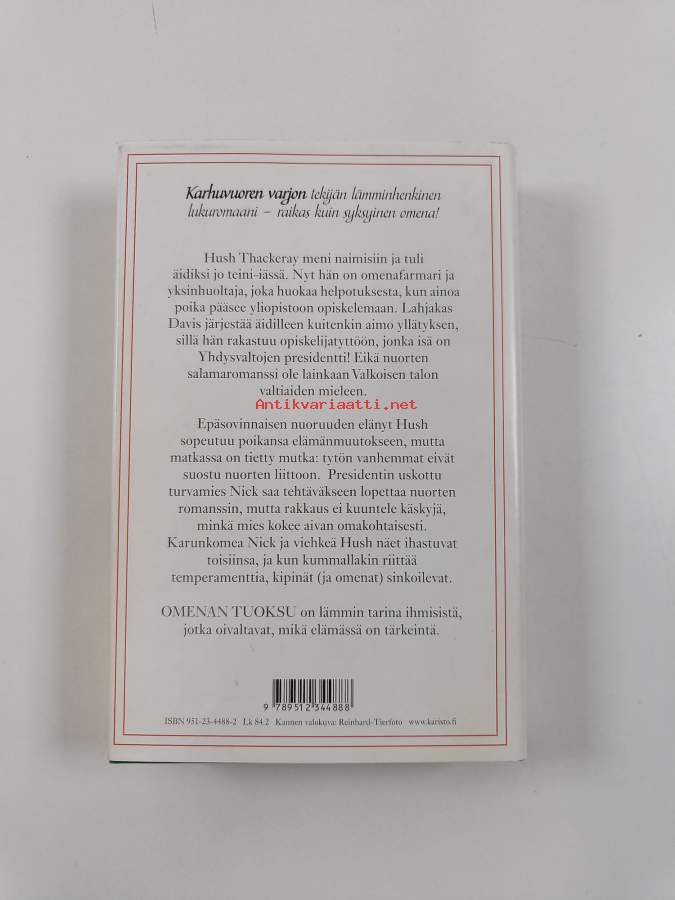 Karhuvuoren varjon tekijän lämminhenkinen
lukuromaani – raikas kuin syksyinen omena!
Hush Thackeray meni naimisiin ja tuli
äidiksi jo teini-iässä. Nyt hän on omenafarmari ja
yksinhuoltaja, joka huokaa helpotuksesta, kun ainoa
poika pääsee yliopistoon opiskelemaan. Lahjakas
Davis järjestää äidilleen kuitenkin aimo yllätyksen,
sillä hän rakastuu opiskelijatyttöön, jonka isä on
Yhdysvaltojen presidentti! Eikä nuorten
salamaromanssi ole lainkaan Valkoisen talon
valtiaiden mieleen.
Antikvariaatti.net
Epäsovinnaisen nuoruuden elänyt Hush
sopeutuu poikansa elämänmuutokseen, mutta
matkassa on tietty mutka: tytön vanhemmat eivät
suostu nuorten liittoon. Presidentin uskottu
turvamies Nick saa tehtäväkseen lopettaa nuorten
romanssin, mutta rakkaus ei kuuntele käskyjä,
minkä mies kokee aivan omakohtaisesti.
Karunkomea Nick ja viehkeä Hush näet ihastuvat
toisiinsa, ja kun kummallakin riittää
temperamenttia, kipinät (ja omenat) sinkoilevat.
OMENAN TUOKSU on lämmin tarina ihmisistä,
jotka oivaltavat, mikä elämässä on tärkeintä.
9 789512 344888
ISBN 951-23-4488-2 Lk 84.2 Kannen valokuva: Reinhard-Tierfoto www.karisto.fi